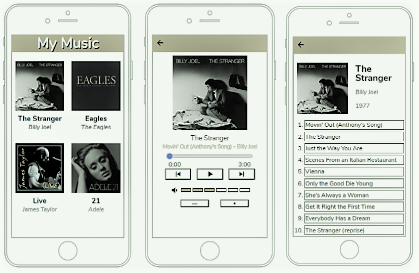 My Music
BILLY JOEL THE STRANGER
EAGLES
The Stranger
Billy Joel
Eagles
The Eagles
James Taylor
ADELE 21
Live
James Taylor
21
Adele
BILLY JOEL THE STRANGER
The Stranger
Movin' Out (Anthony's Song) - Billy Joel
0:00 3:00
BILLY JOEL THE STRANGER
The
Stranger
Billy Joel
1977
1. Movin' Out (Anthony's Song)
2. The Stranger
3. Just the Way You Are
4. Scenes From an Italian Restaurant
5. Vienna
6. Only the Good Die Young
7. She's Always a Woman
8. Get It Right the First Time
9. Everybody Has a Dream
10. The Stranger (reprise)